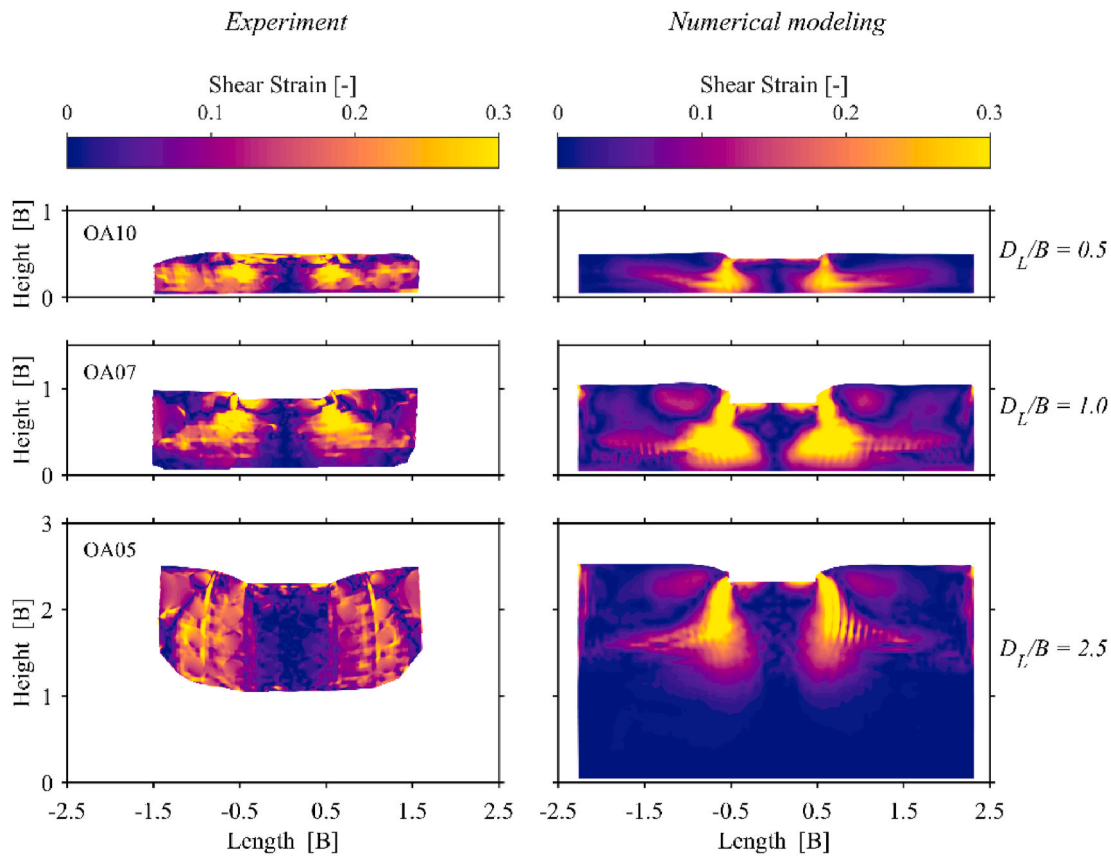 Experiment
Numerical modeling
Shear Strain [-]
Shear Strain [-]
0 0.1 0.2 0.3
0 0.1 0.2 0.3
Height [B]
1
0
OA10
D_L/B = 0.5
Height [B]
1
0
OA07
D_L/B = 1.0
Height [B]
3
2
1
0
OA05
D_L/B = 2.5
-2.5 -1.5 -0.5 0.5 1.5 2.5
-2.5 -1.5 -0.5 0.5 1.5 2.5
Length [B]
Length [B]